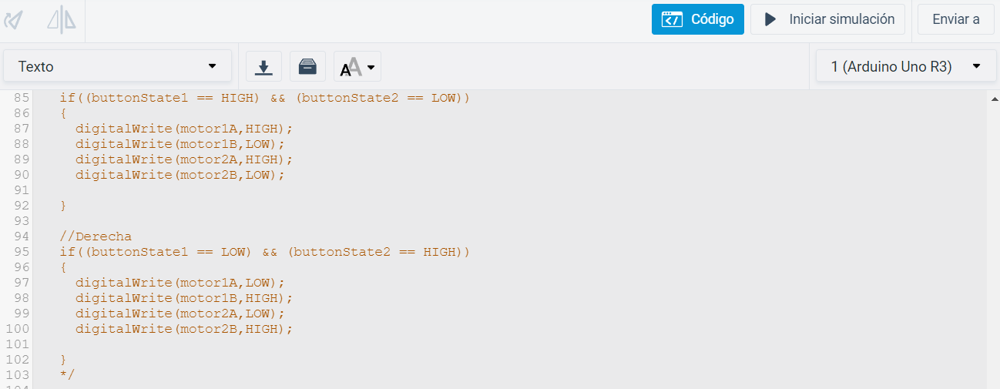 Código
Iniciar simulación
Enviar a
Texto
AA
1 (Arduino Uno R3)
85 if((buttonState1 == HIGH) && (buttonState2 == LOW))
86 {
87 digitalWrite(motor1A,HIGH);
88 digitalWrite(motor1B,LOW);
89 digitalWrite(motor2A,HIGH);
90 digitalWrite(motor2B,LOW);
91
92 }
93
94 //Derecha
95 if((buttonState1 == LOW) && (buttonState2 == HIGH))
96 {
97 digitalWrite(motor1A,LOW);
98 digitalWrite(motor1B,HIGH);
99 digitalWrite(motor2A,LOW);
100 digitalWrite(motor2B,HIGH);
101
102 }
103 */